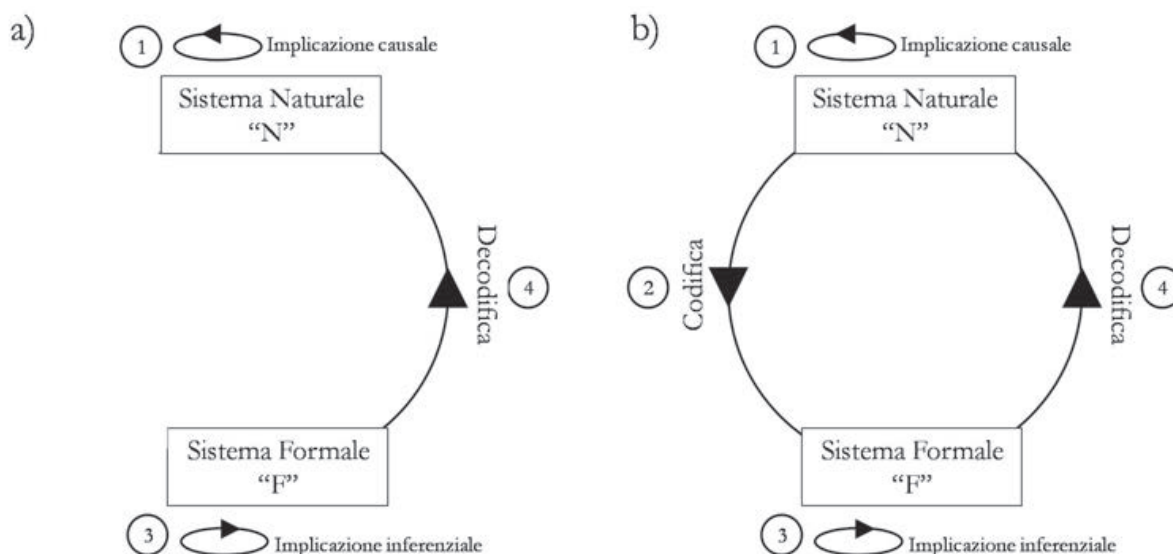 a)
1
Implicazione causale
Sistema Naturale
“N”
Decodifica
4
Sistema Formale
“F”
3
Implicazione inferenziale
b)
1
Implicazione causale
Sistema Naturale
“N”
2
Codifica
Decodifica
4
Sistema Formale
“F”
3
Implicazione inferenziale